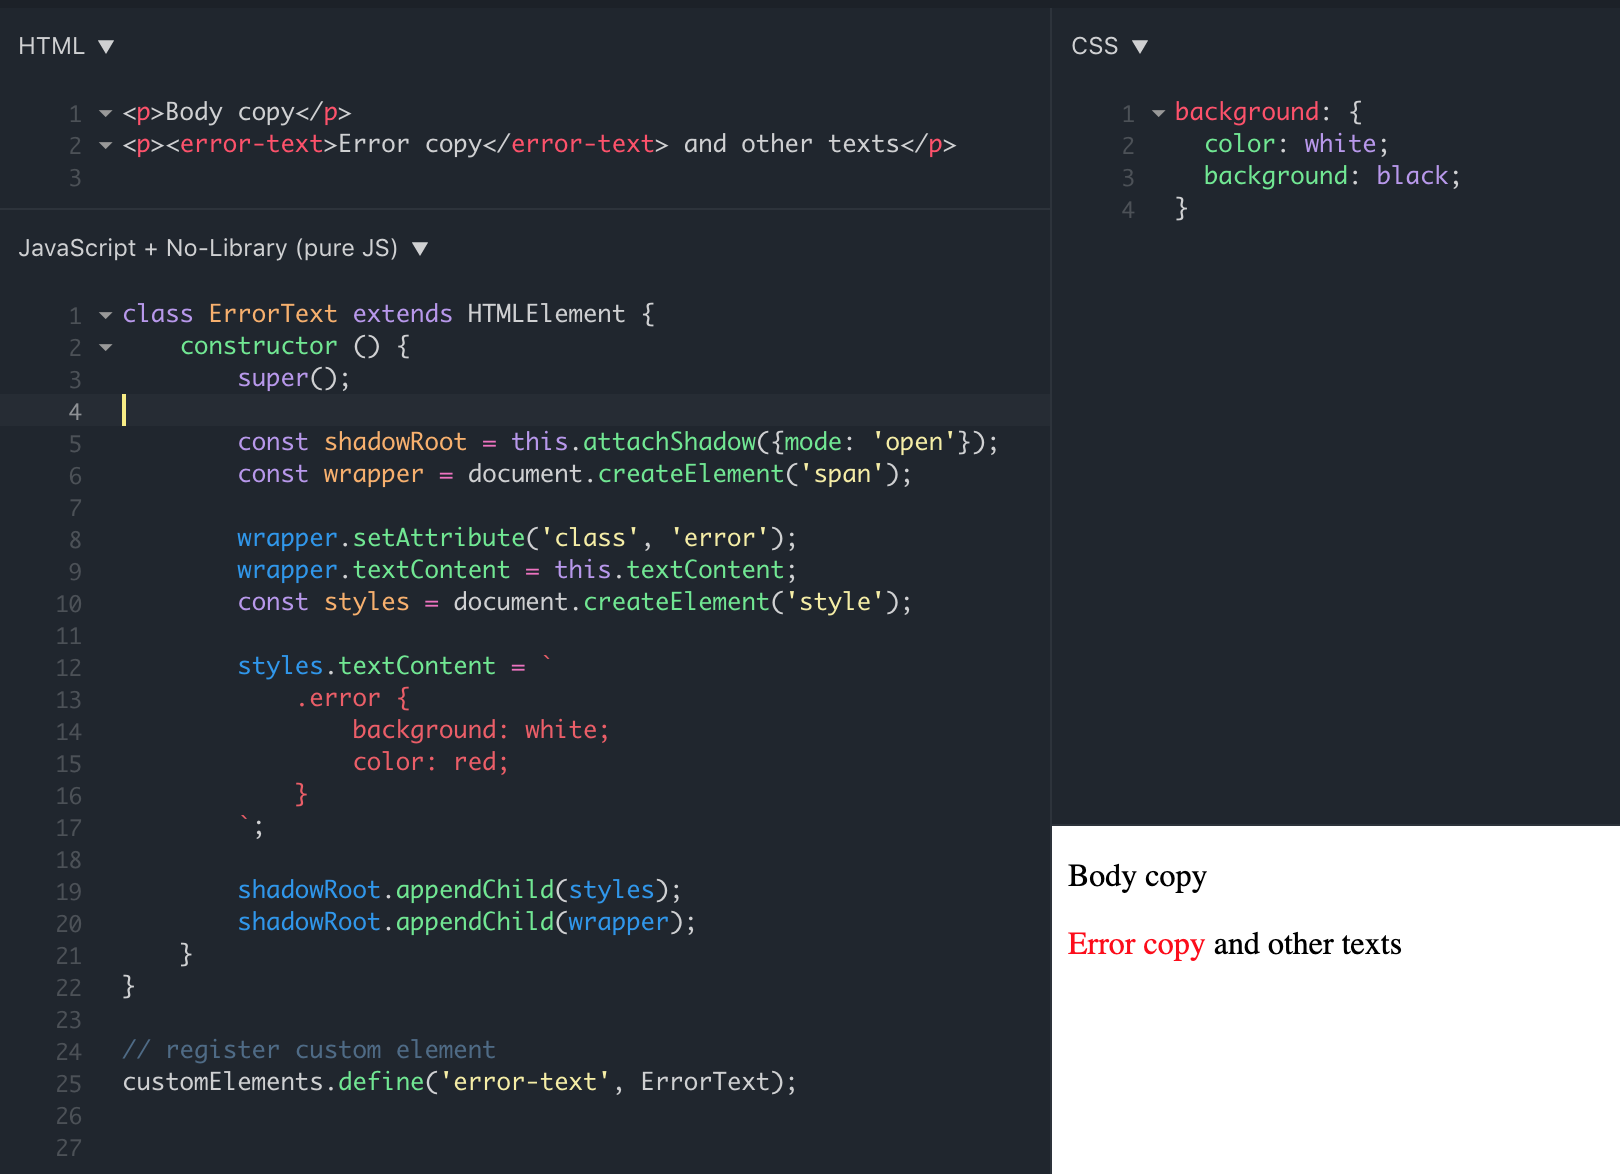 HTML ▼
1 <p>Body copy</p>
2 <p><error-text>Error copy</error-text> and other texts</p>
3
JavaScript + No-Library (pure JS) ▼
1 class ErrorText extends HTMLElement {
2     constructor () {
3         super();
4
5         const shadowRoot = this.attachShadow({mode: 'open'});
6         const wrapper = document.createElement('span');
7
8         wrapper.setAttribute('class', 'error');
9         wrapper.textContent = this.textContent;
10         const styles = document.createElement('style');
11
12         styles.textContent = `
13             .error {
14                 background: white;
15                 color: red;
16             }
17         `;
18
19         shadowRoot.appendChild(styles);
20         shadowRoot.appendChild(wrapper);
21     }
22 }
23
24 // register custom element
25 customElements.define('error-text', ErrorText);
26
27
CSS ▼
1 background: {
2   color: white;
3   background: black;
4 }
Body copy
Error copy and other texts